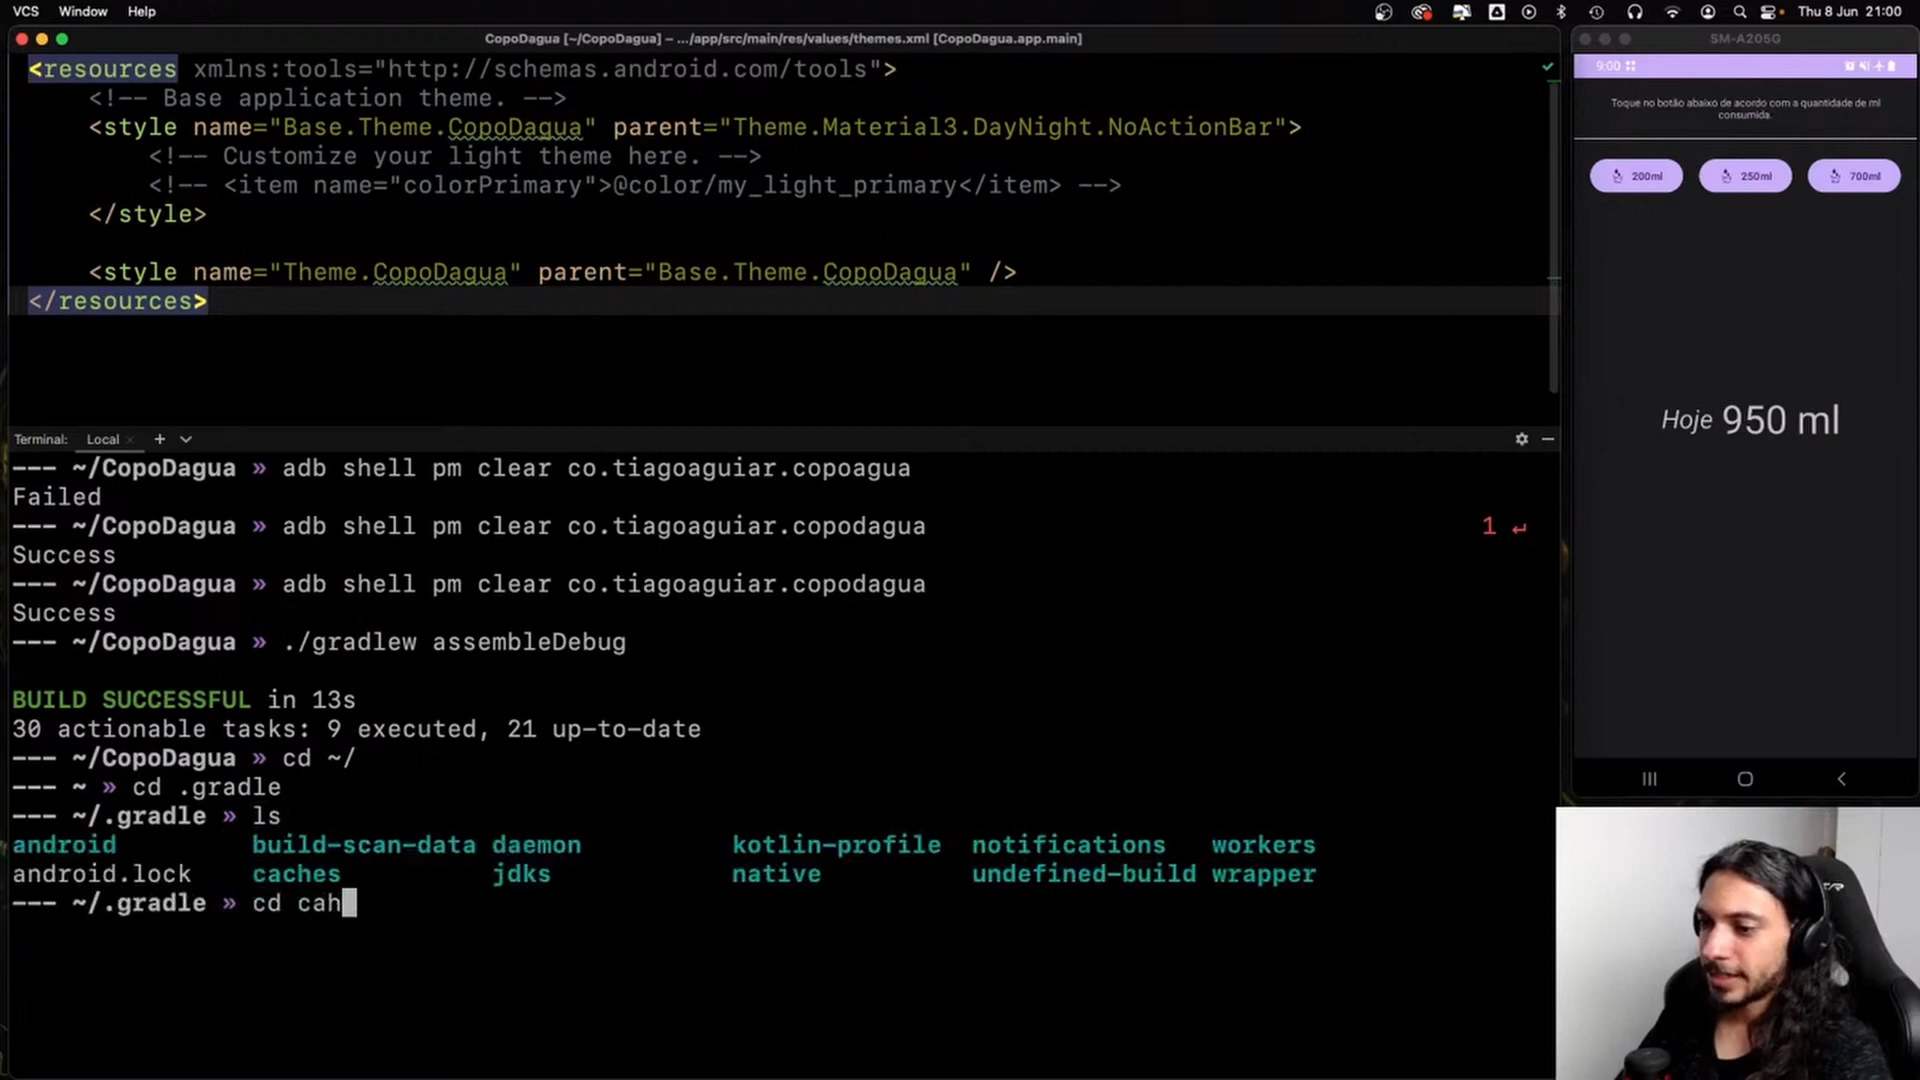 VCS Window Help
Thu 8 Jun 21:00
CopoDagua [~/CopoDagua] – .../app/src/main/res/values/themes.xml [CopoDagua.app.main]
<resources xmlns:tools="http://schemas.android.com/tools">
<!-- Base application theme. -->
<style name="Base.Theme.CopoDagua" parent="Theme.Material3.DayNight.NoActionBar">
<!-- Customize your light theme here. -->
<!-- <item name="colorPrimary">@color/my_light_primary</item> -->
</style>
<style name="Theme.CopoDagua" parent="Base.Theme.CopoDagua" />
</resources>
Terminal: Local × + 
--- ~/CopoDagua » adb shell pm clear co.tiagoaguiar.copoagua
Failed
--- ~/CopoDagua » adb shell pm clear co.tiagoaguiar.copodagua 1 ↵
Success
--- ~/CopoDagua » adb shell pm clear co.tiagoaguiar.copodagua
Success
--- ~/CopoDagua » ./gradlew assembleDebug
BUILD SUCCESSFUL in 13s
30 actionable tasks: 9 executed, 21 up-to-date
--- ~/CopoDagua » cd ~/
--- ~ » cd .gradle
--- ~/.gradle » ls
android build-scan-data daemon kotlin-profile notifications workers
android.lock caches jdks native undefined-build wrapper
--- ~/.gradle » cd cah
SM-A205G
9:00
Toque no botão abaixo de acordo com a quantidade de ml
consumida.
200ml 250ml 700ml
Hoje 950 ml